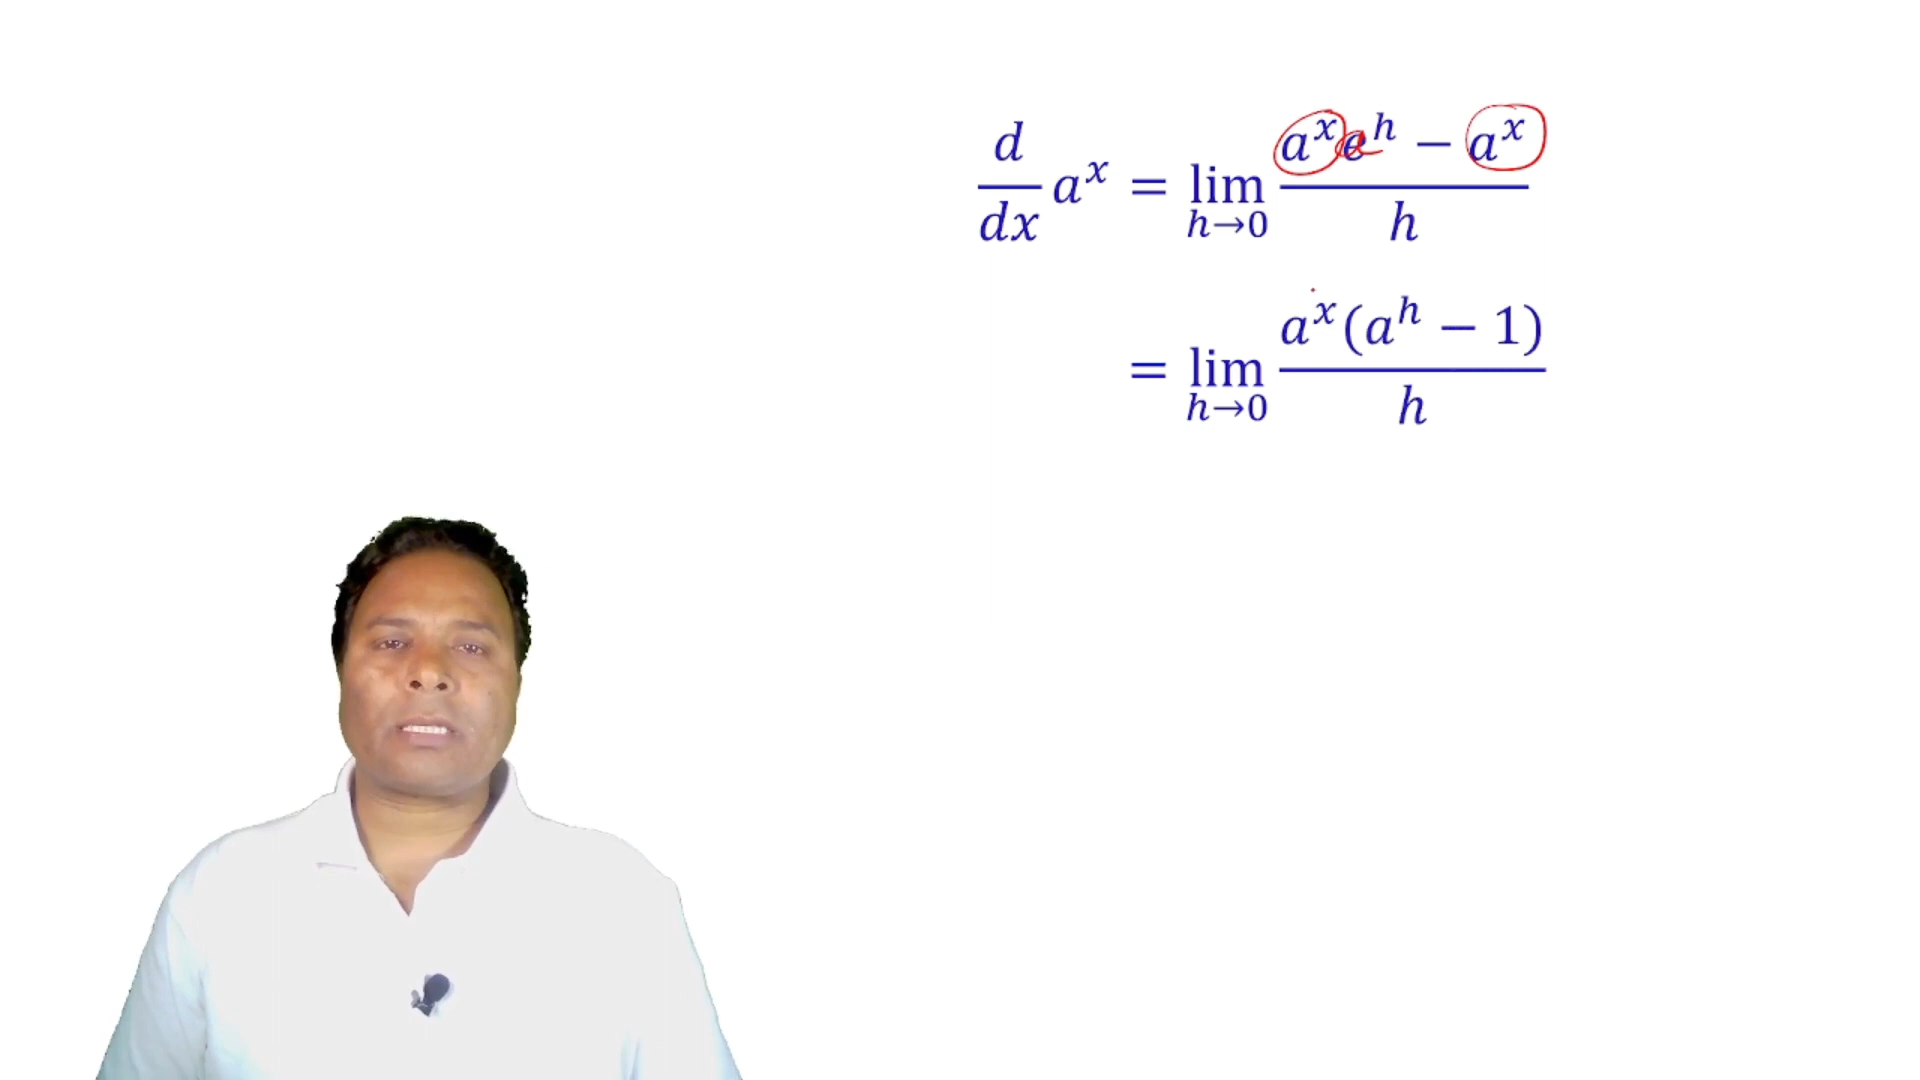 d/dx a^x = lim_{h→0} (a^x e^h − a^x)/h
= lim_{h→0} a^x(a^h − 1)/h